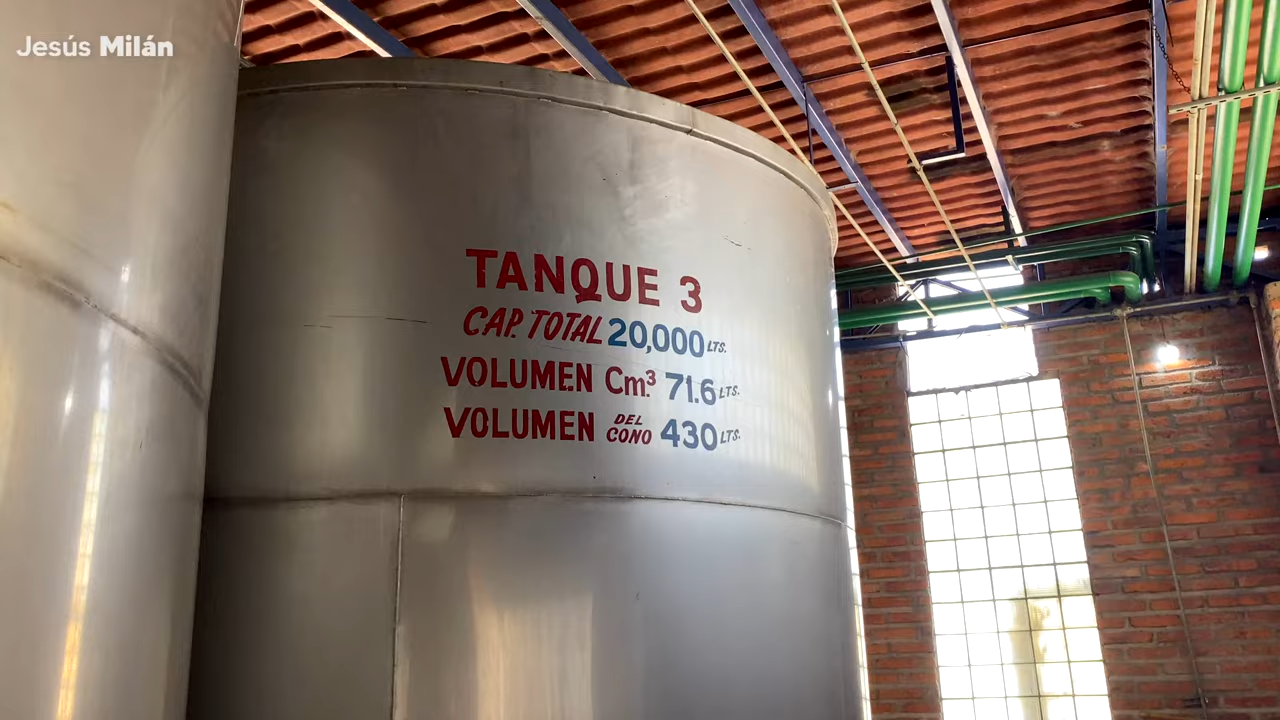 Jesús Milán
TANQUE 3
CAP. TOTAL 20,000 LTS.
VOLUMEN Cm³. 71.6 LTS.
VOLUMEN DEL CONO 430 LTS.